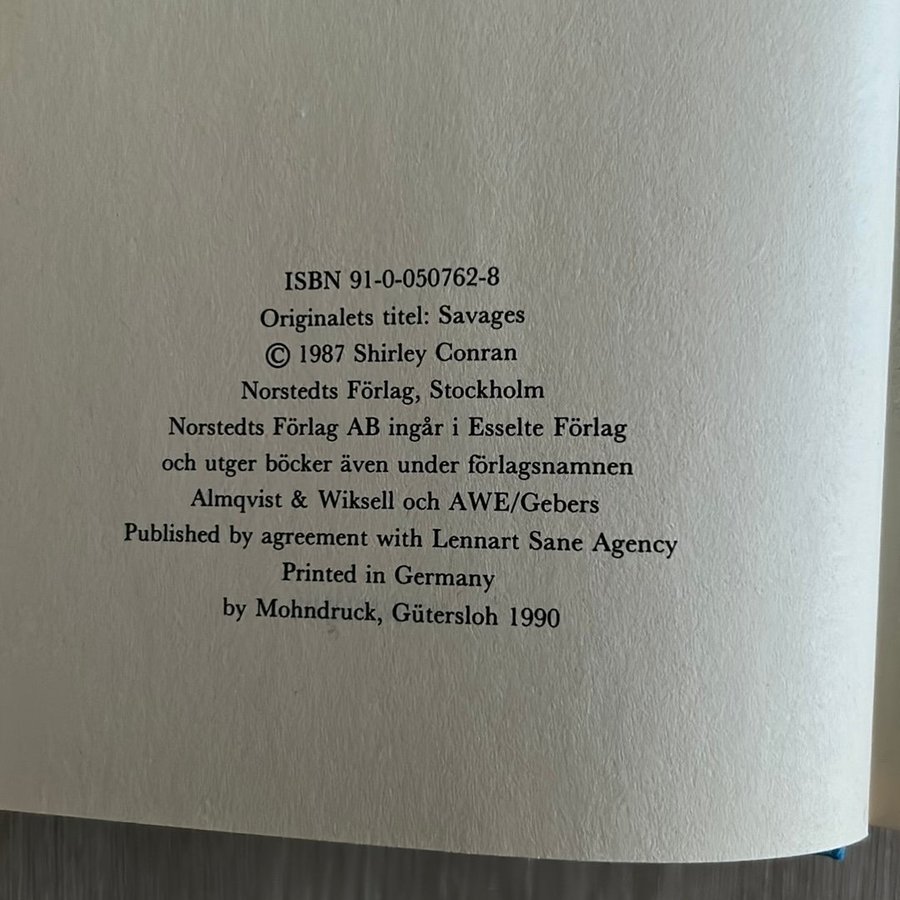 ISBN 91-0-050762-8
Originalets titel: Savages
© 1987 Shirley Conran
Norstedts Förlag, Stockholm
Norstedts Förlag AB ingår i Esselte Förlag
och utger böcker även under förlagsnamnen
Almqvist & Wiksell och AWE/Gebers
Published by agreement with Lennart Sane Agency
Printed in Germany
by Mohndruck, Gütersloh 1990